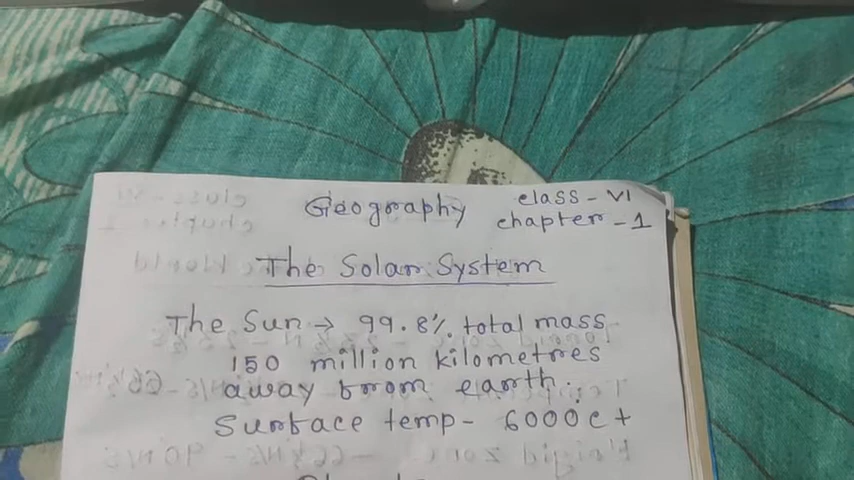 Geography class - VI
chapter - 1
The Solar System
The Sun → 99.8% total mass
150 million kilometres
away from earth.
Surface temp - 6000c +